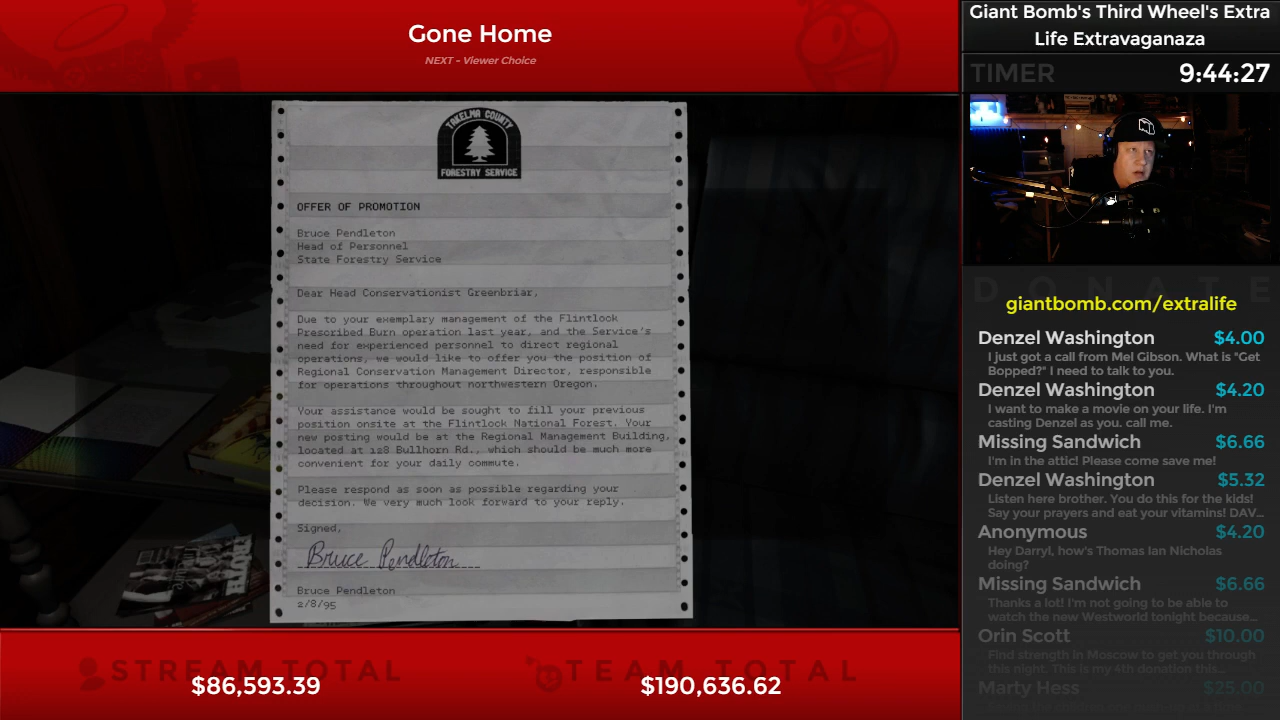 Gone Home
NEXT - Viewer Choice
Giant Bomb's Third Wheel's Extra
Life Extravaganaza
TIMER
9:44:27
TAKELMA COUNTY
FORESTRY SERVICE
OFFER OF PROMOTION
Bruce Pendleton
Head of Personnel
State Forestry Service
Dear Head Conservationist Greenbriar,
Due to your exemplary management of the Flintlock
Prescribed Burn operation last year, and the Service's
need for experienced personnel to direct regional
operations, we would like to offer you the position of
Regional Conservation Management Director, responsible
for operations throughout northwestern Oregon.
Your assistance would be sought to fill your previous
position onsite at the Flintlock National Forest. Your
new posting would be at the Regional Management Building,
located at 128 Bullhorn Rd., which should be much more
convenient for your daily commute.
Please respond as soon as possible regarding your
decision. We very much look forward to your reply.
Signed,
Bruce Pendleton
Bruce Pendleton
2/8/95
DONATE
giantbomb.com/extralife
Denzel Washington $4.00
I just got a call from Mel Gibson. What is "Get
Bopped?" I need to talk to you.
Denzel Washington $4.20
I want to make a movie on your life. I'm
casting Denzel as you. call me.
Missing Sandwich $6.66
I'm in the attic! Please come save me!
Denzel Washington $5.32
Listen here brother. You do this for the kids!
Say your prayers and eat your vitamins! DAV...
Anonymous $4.20
Hey Darryl, how's Thomas Ian Nicholas
doing?
Missing Sandwich $6.66
Thanks a lot! I'm not going to be able to
watch the new Westworld tonight because...
Orin Scott $10.00
Find strength in Moscow to get you through
this night. This is my 4th donation this...
Marty Hess $25.00
STREAM TOTAL
$86,593.39
TEAM TOTAL
$190,636.62